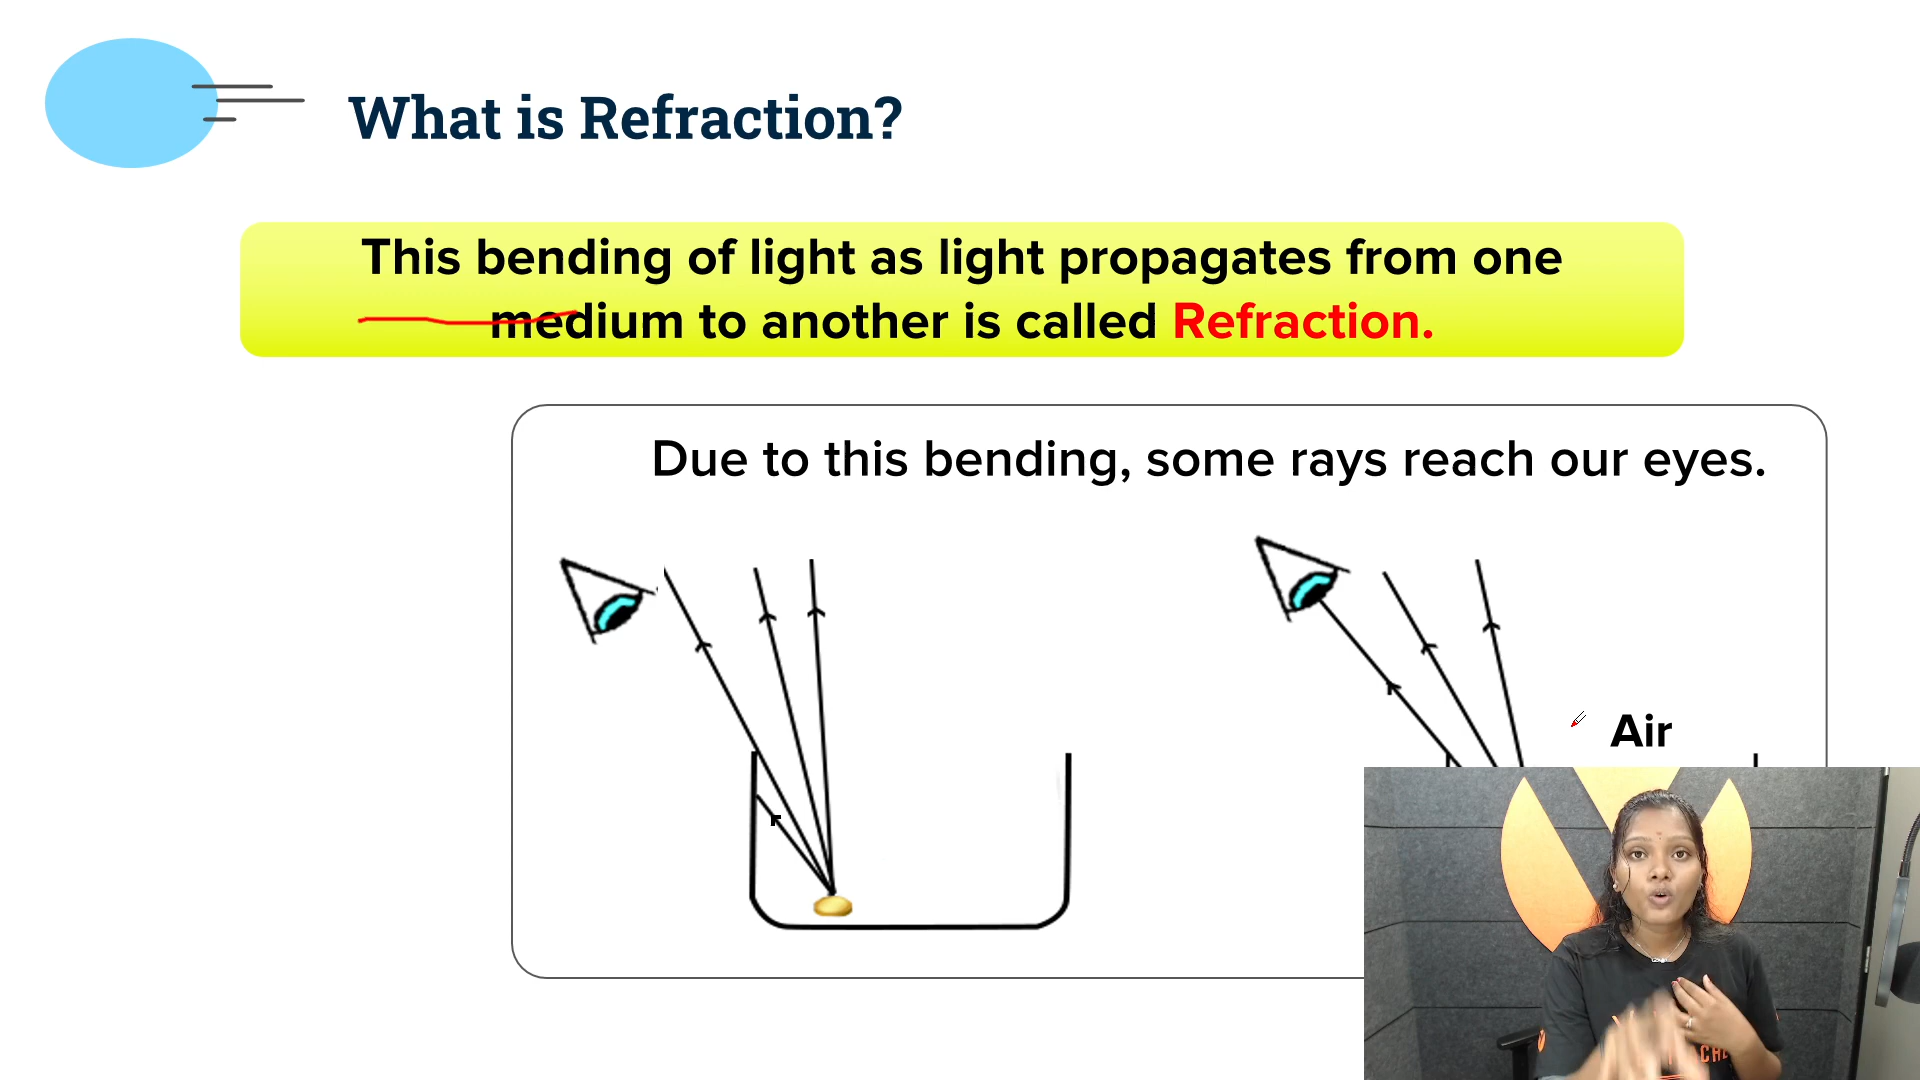 What is Refraction?
This bending of light as light propagates from one
medium to another is called Refraction.
Due to this bending, some rays reach our eyes.
Air